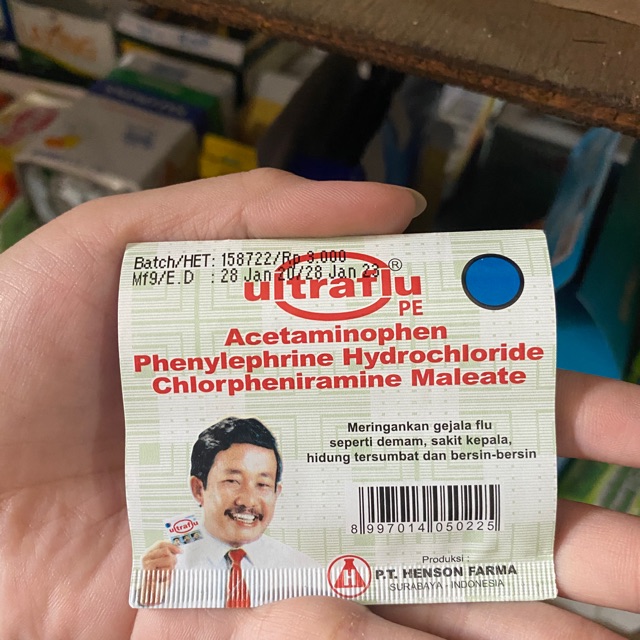 Batch/HET: 158722/Rp 3,000
Mfg/E.D : 28 Jan 20/28 Jan 23
ultraflu®
PE
Acetaminophen
Phenylephrine Hydrochloride
Chlorpheniramine Maleate
Meringankan gejala flu
seperti demam, sakit kepala,
hidung tersumbat dan bersin-bersin
ultraflu
8 997014 050225
Produksi :
H P.T. HENSON FARMA
SURABAYA - INDONESIA